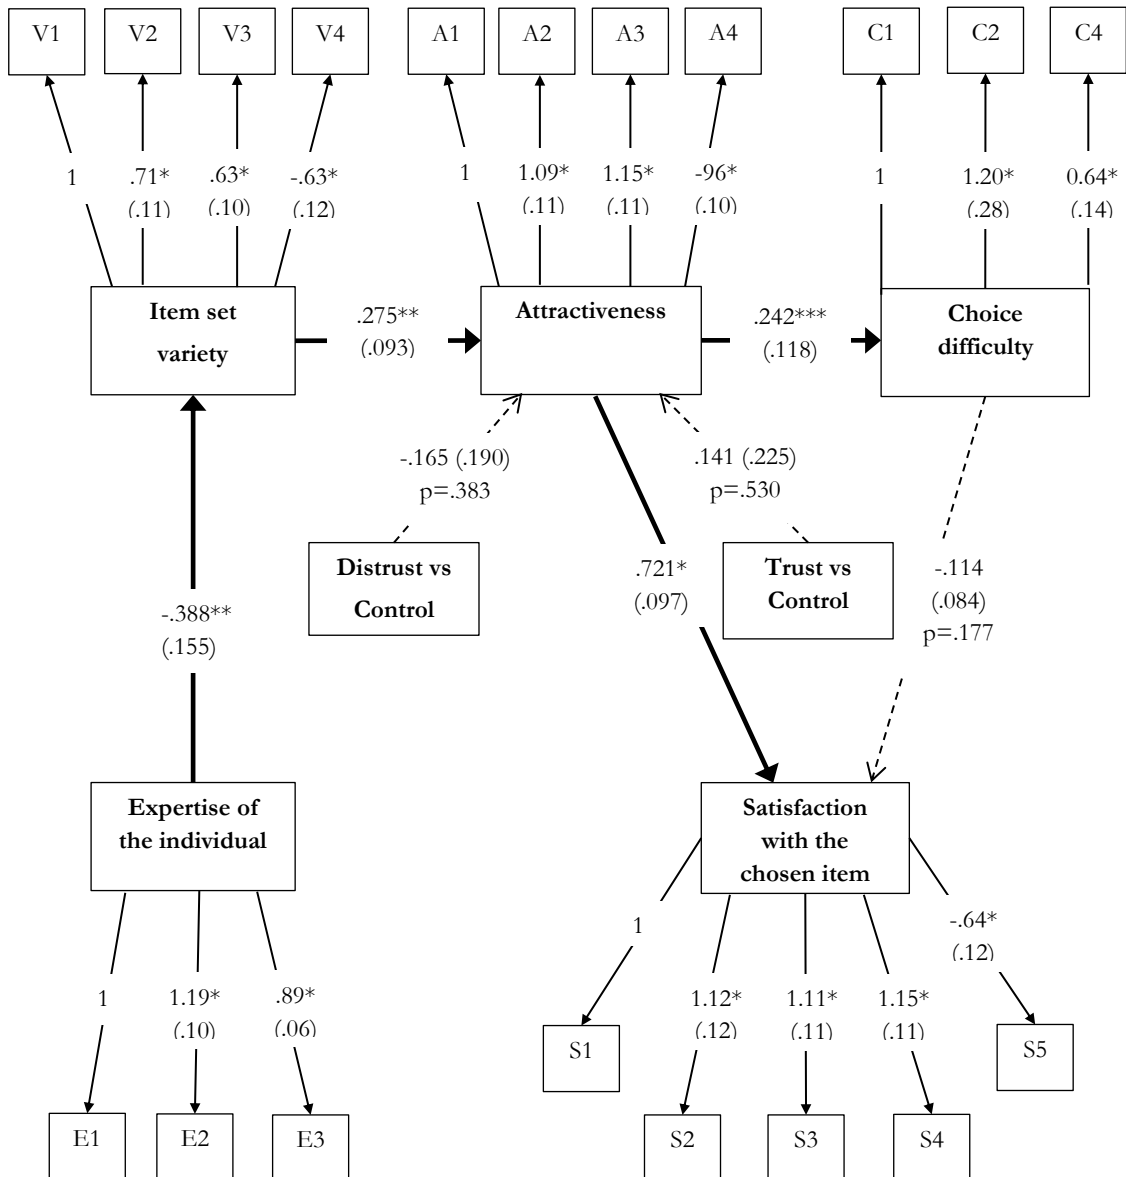 V1 V2 V3 V4 A1 A2 A3 A4 C1 C2 C4
1 .71* .63* -.63* 1 1.09* 1.15* -96* 1 1.20* 0.64*
(.11) (.10) (.12) (.11) (.11) (.10) (.28) (.14)
Item set
variety
.275**
(.093)
Attractiveness
.242***
(.118)
Choice
difficulty
-.165 (.190)
p=.383
.141 (.225)
p=.530
Distrust vs
Control
.721*
(.097)
Trust vs
Control
-.114
(.084)
p=.177
-.388**
(.155)
Expertise of
the individual
Satisfaction
with the
chosen item
1 1.19* .89*
(.10) (.06)
1 1.12* 1.11* 1.15* -.64*
(.12) (.11) (.11) (.12)
E1 E2 E3
S1 S2 S3 S4 S5